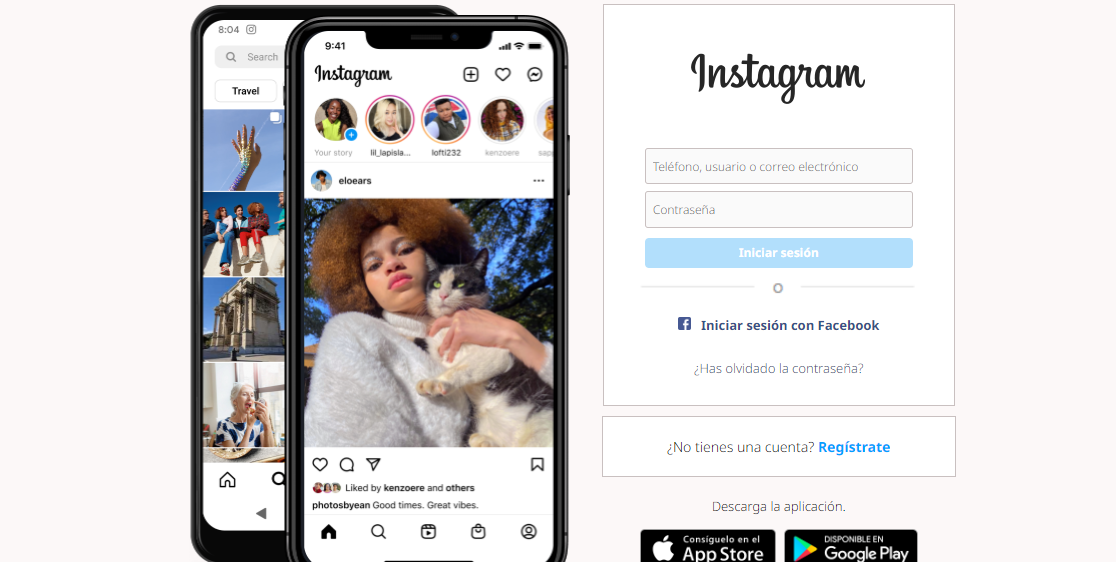 8:04
Search
Travel
9:41
Instagram
Your story
lil_lapisla...
lofti232
kenzoere
eloears
Liked by kenzoere and others
photosbyean Good times. Great vibes.
Instagram
Teléfono, usuario o correo electrónico
Contraseña
Iniciar sesión
O
Iniciar sesión con Facebook
¿Has olvidado la contraseña?
¿No tienes una cuenta? Regístrate
Descarga la aplicación.
Consíguelo en el
App Store
DISPONIBLE EN
Google Play